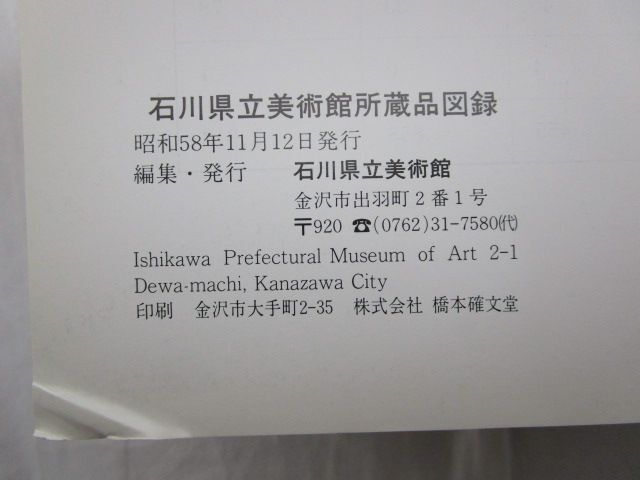 石川県立美術館所蔵品図録
昭和58年11月12日発行
編集・発行 石川県立美術館
金沢市出羽町2番1号
〒920 ☎(0762)31-7580㈹
Ishikawa Prefectural Museum of Art 2-1
Dewa-machi, Kanazawa City
印刷 金沢市大手町2-35 株式会社 橋本確文堂